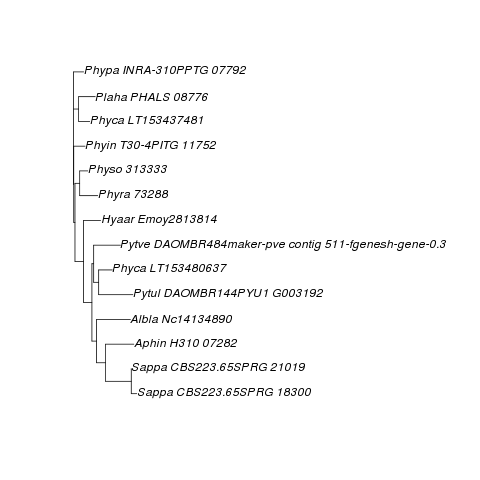 Phypa INRA-310PPTG 07792
Plaha PHALS 08776
Phyca LT153437481
Phyin T30-4PITG 11752
Physo 313333
Phyra 73288
Hyaar Emoy2813814
Pytve DAOMBR484maker-pve contig 511-fgenesh-gene-0.3
Phyca LT153480637
Pytul DAOMBR144PYU1 G003192
Albla Nc14134890
Aphin H310 07282
Sappa CBS223.65SPRG 21019
Sappa CBS223.65SPRG 18300